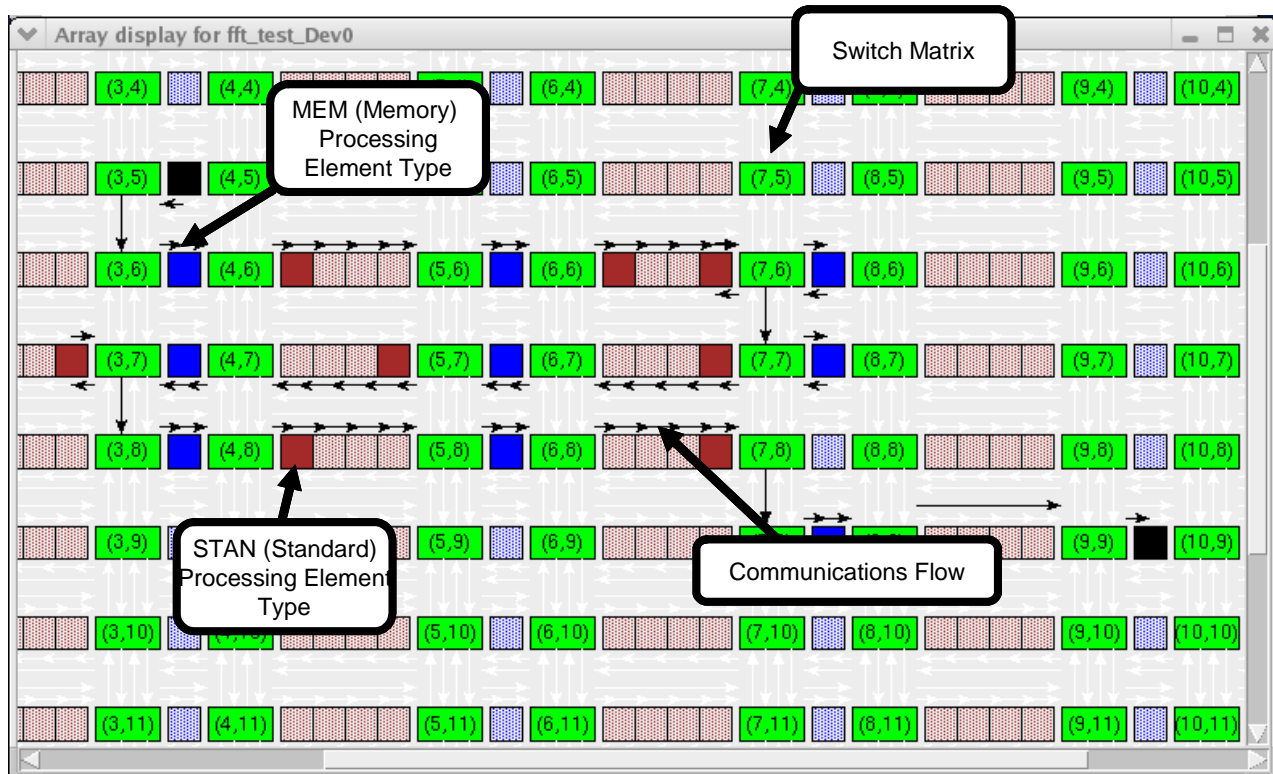 Array display for fft_test_Dev0
Switch Matrix
(3,4) (4,4) (6,4) (7,4) (9,4) (10,4)
MEM (Memory)
Processing
Element Type
(3,5) (4,5) (6,5) (7,5) (8,5) (9,5) (10,5)
(3,6) (4,6) (5,6) (6,6) (7,6) (8,6) (9,6) (10,6)
(3,7) (4,7) (5,7) (6,7) (7,7) (8,7) (9,7) (10,7)
(3,8) (4,8) (5,8) (6,8) (7,8) (8,8) (9,8) (10,8)
(3,9) (5,9) (6,9) (9,9) (10,9)
STAN (Standard)
Processing Element
Type
Communications Flow
(3,10) (5,10) (6,10) (7,10) (8,10) (9,10) (10,10)
(3,11) (4,11) (5,11) (6,11) (7,11) (8,11) (9,11) (10,11)